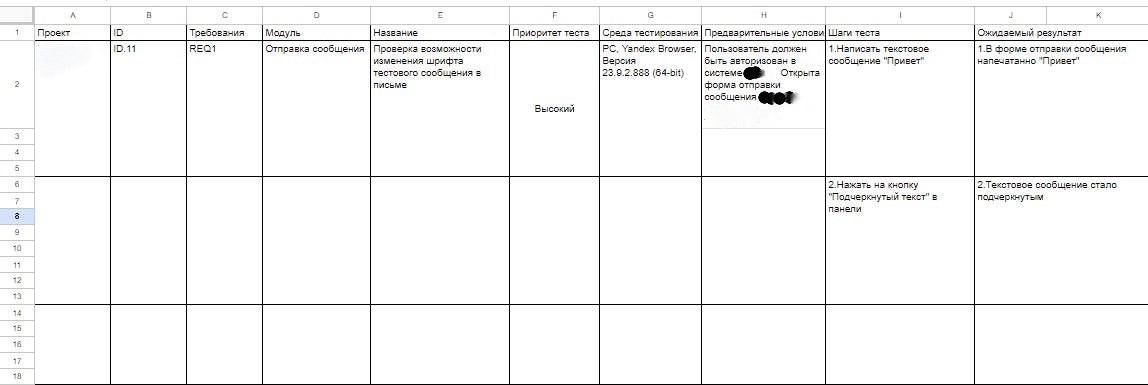 A B C D E F G H I J K
1 Проект ID Требования Модуль Название Приоритет теста Среда тестирования Предварительные услови Шаги теста Ожидаемый результат
2 ID.11 REQ1 Отправка сообщения
Проверка возможности
изменения шрифта
тестового сообщения в
письме
Высокий
PC, Yandex Browser,
Версия
23.9.2.888 (64-bit)
Пользователь должен
быть авторизован в
системе Открыта
форма отправки
сообщения
1.Написать текстовое
сообщение "Привет"
1.В форме отправки сообщения
напечатанно "Привет"
3
4
5
6
2.Нажать на кнопку
"Подчеркнутый текст" в
панели
2.Текстовое сообщение стало
подчеркнутым
7
8
9
10
11
12
13
14
15
16
17
18